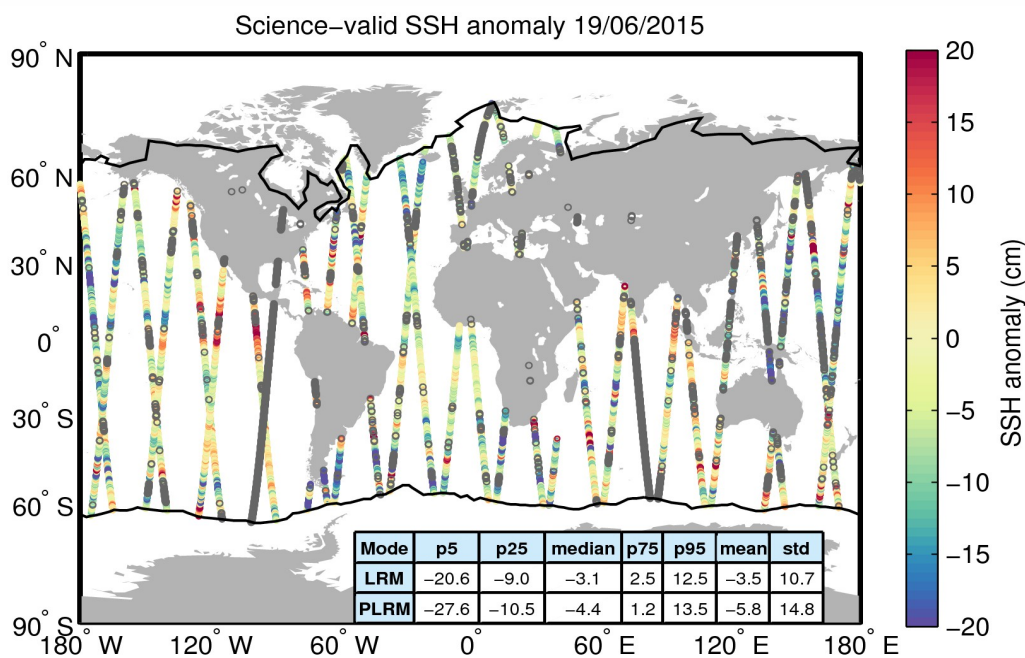 Science−valid SSH anomaly 19/06/2015
90° N
60° N
30° N
0°
30° S
60° S
90° S
180° W
120° W
60° W
0°
60° E
120° E
180° E
Mode p5 p25 median p75 p95 mean std
LRM −20.6 −9.0 −3.1 2.5 12.5 −3.5 10.7
PLRM −27.6 −10.5 −4.4 1.2 13.5 −5.8 14.8
20
15
10
5
0
−5
−10
−15
−20
SSH anomaly (cm)